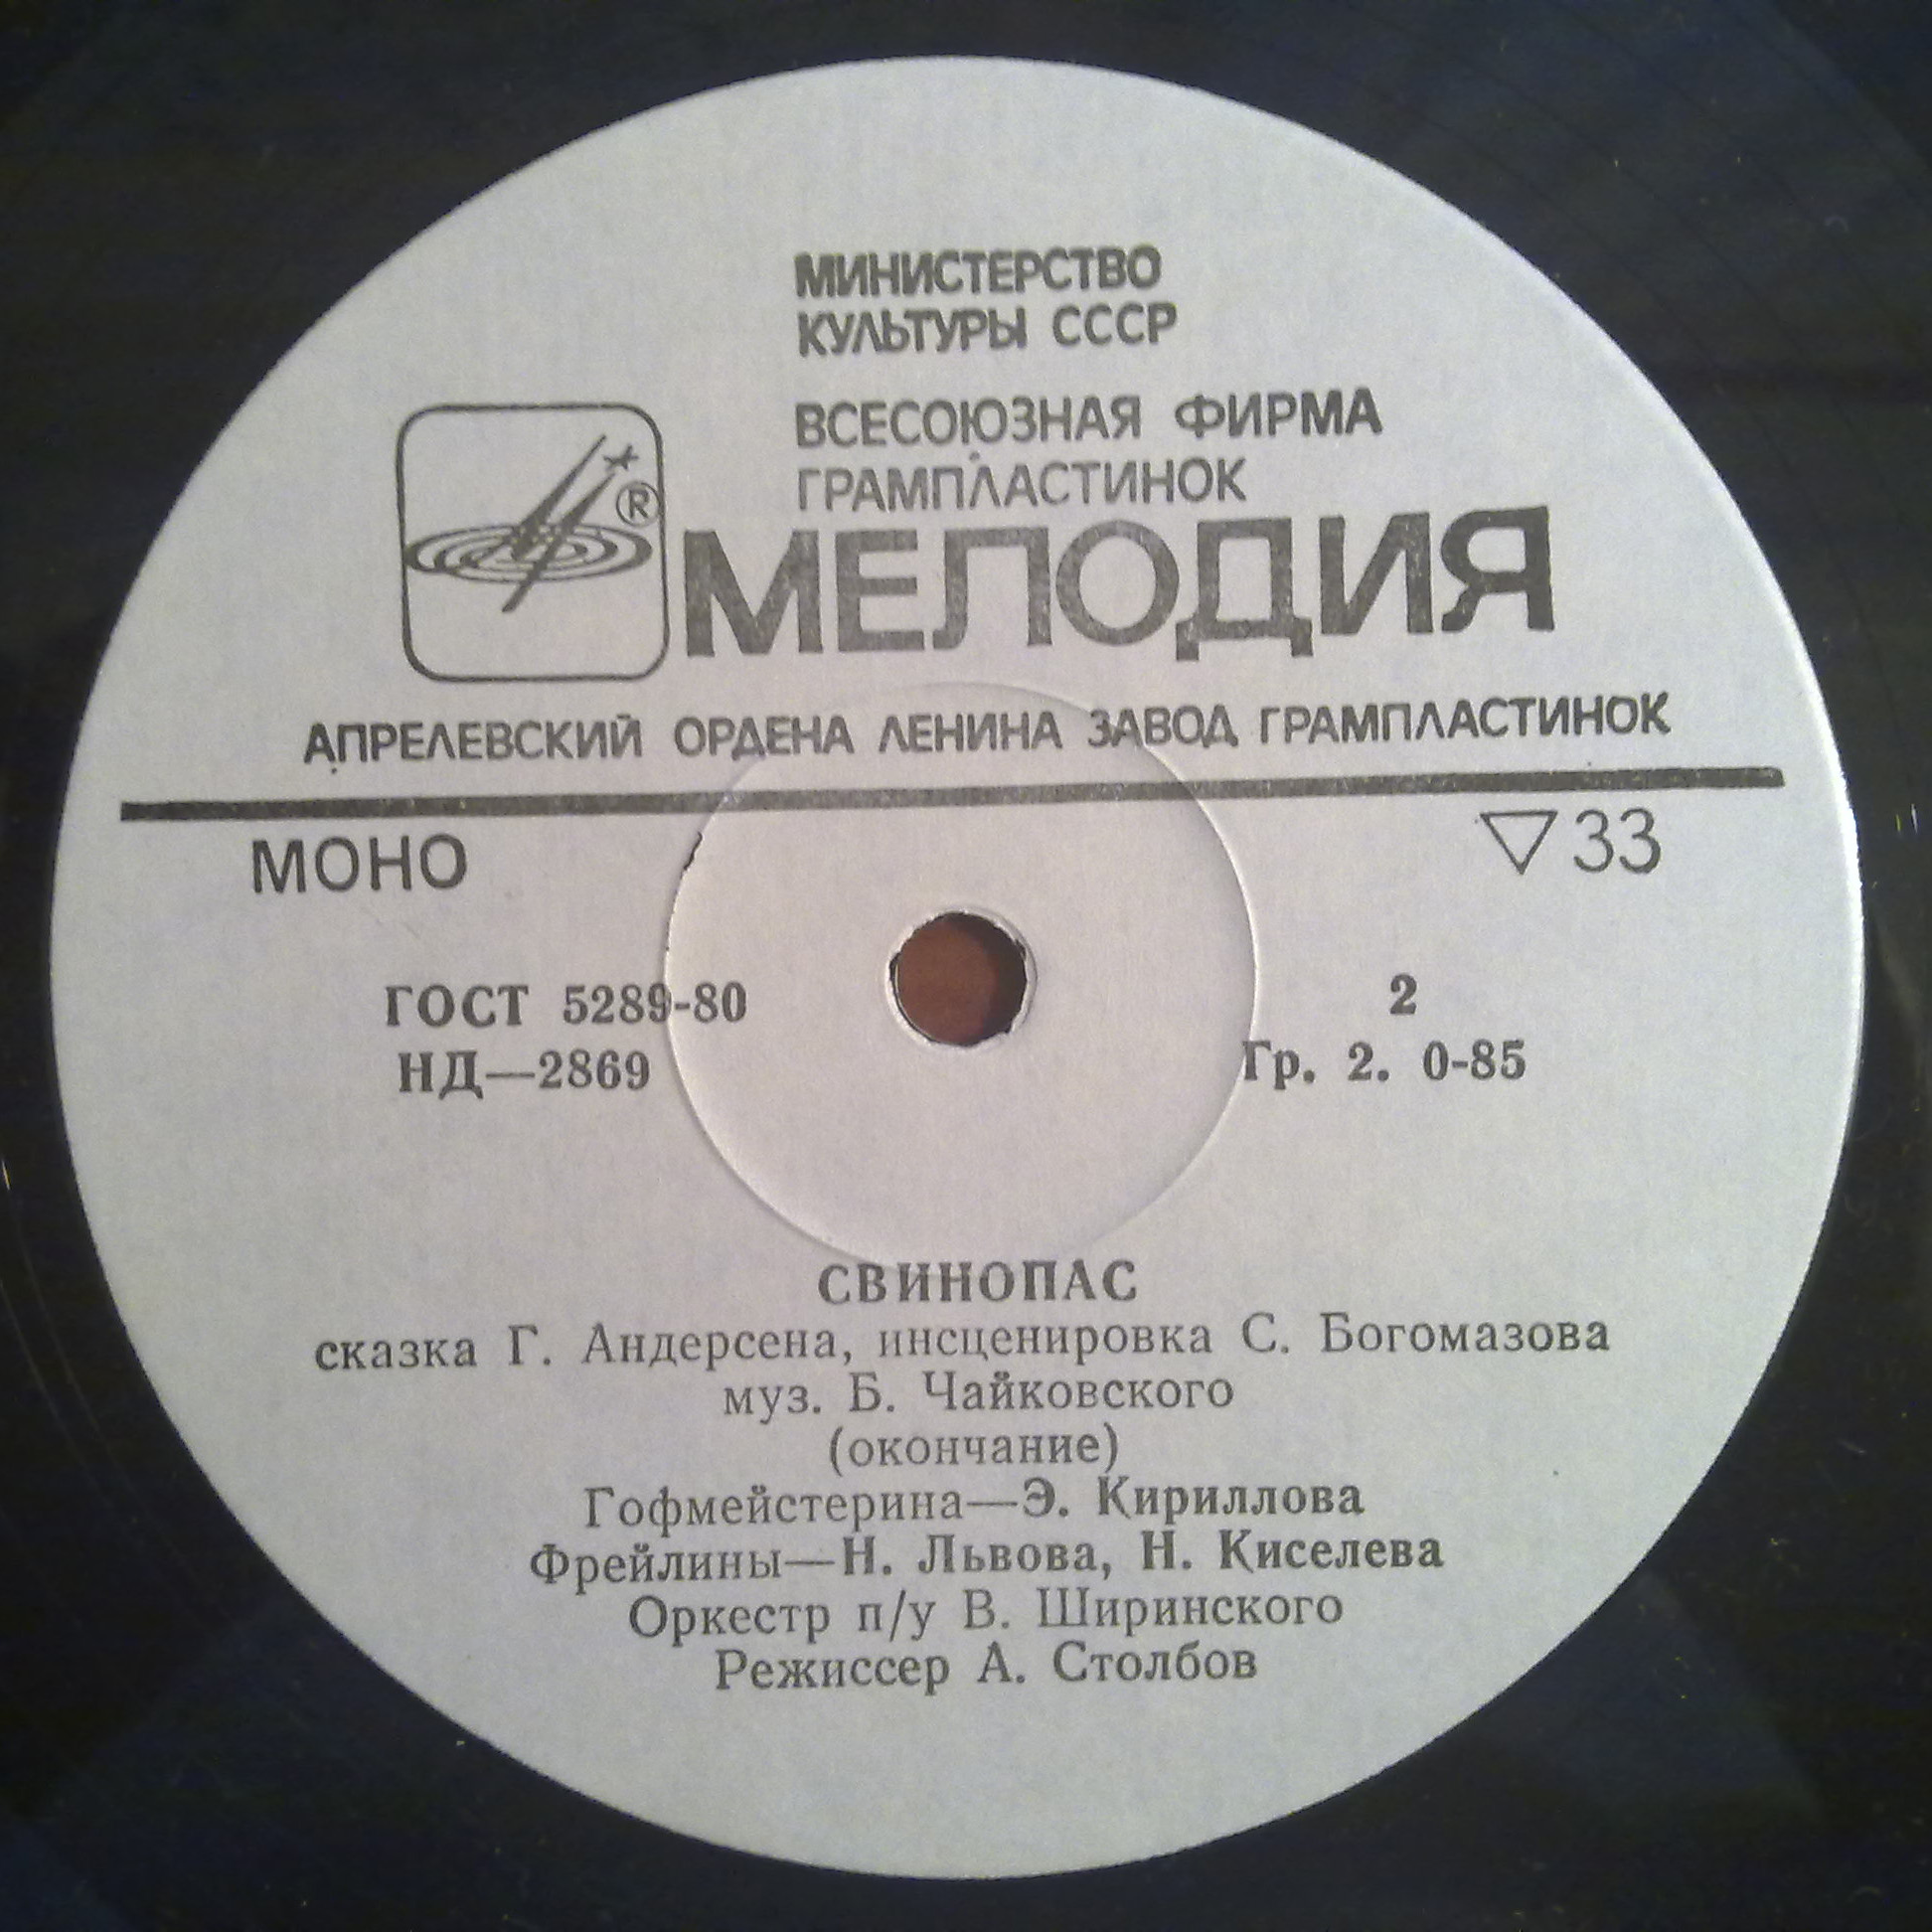 МИНИСТЕРСТВО
КУЛЬТУРЫ СССР
ВСЕСОЮЗНАЯ ФИРМА
ГРАМПЛАСТИНОК
®
МЕЛОДИЯ
АПРЕЛЕВСКИЙ ОРДЕНА ЛЕНИНА ЗАВОД ГРАМПЛАСТИНОК
МОНО ▽33
ГОСТ 5289-80 2
НД—2869 Гр. 2. 0-85
СВИНОПАС
сказка Г. Андерсена, инсценировка С. Богомазова
муз. Б. Чайковского
(окончание)
Гофмейстерина—Э. Кириллова
Фрейлины—Н. Львова, Н. Киселева
Оркестр п/у В. Ширинского
Режиссер А. Столбов